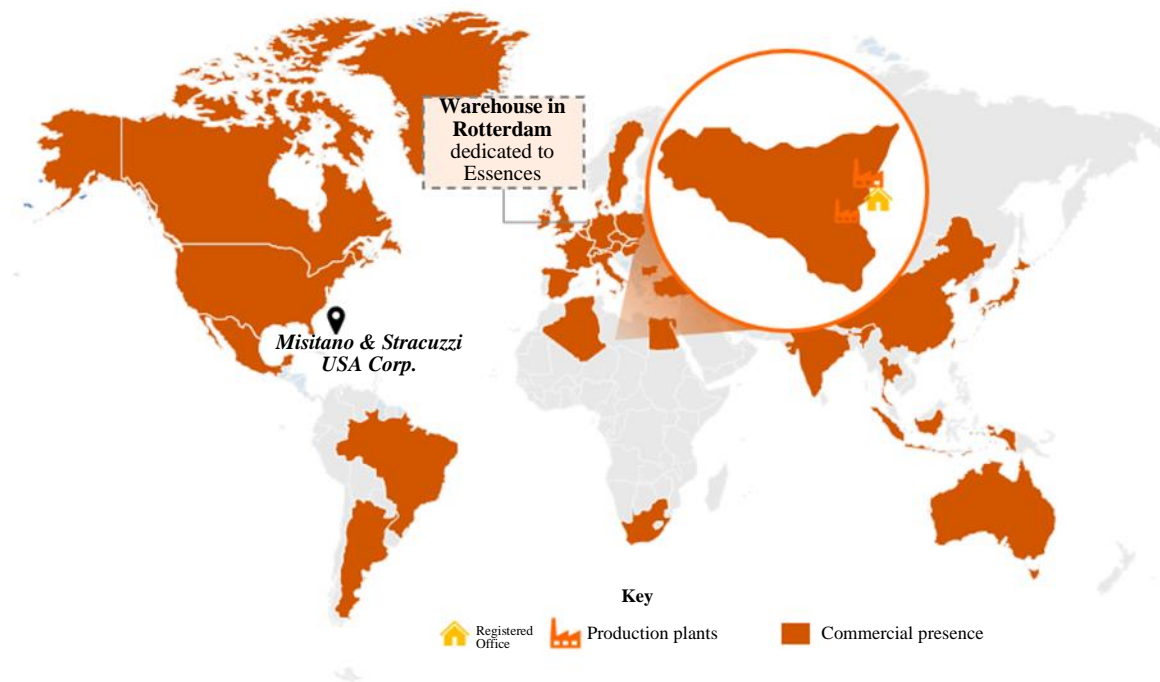 Warehouse in
Rotterdam
dedicated to
Essences
Misitano & Stracuzzi
USA Corp.
Key
Registered
Office
Production plants
Commercial presence